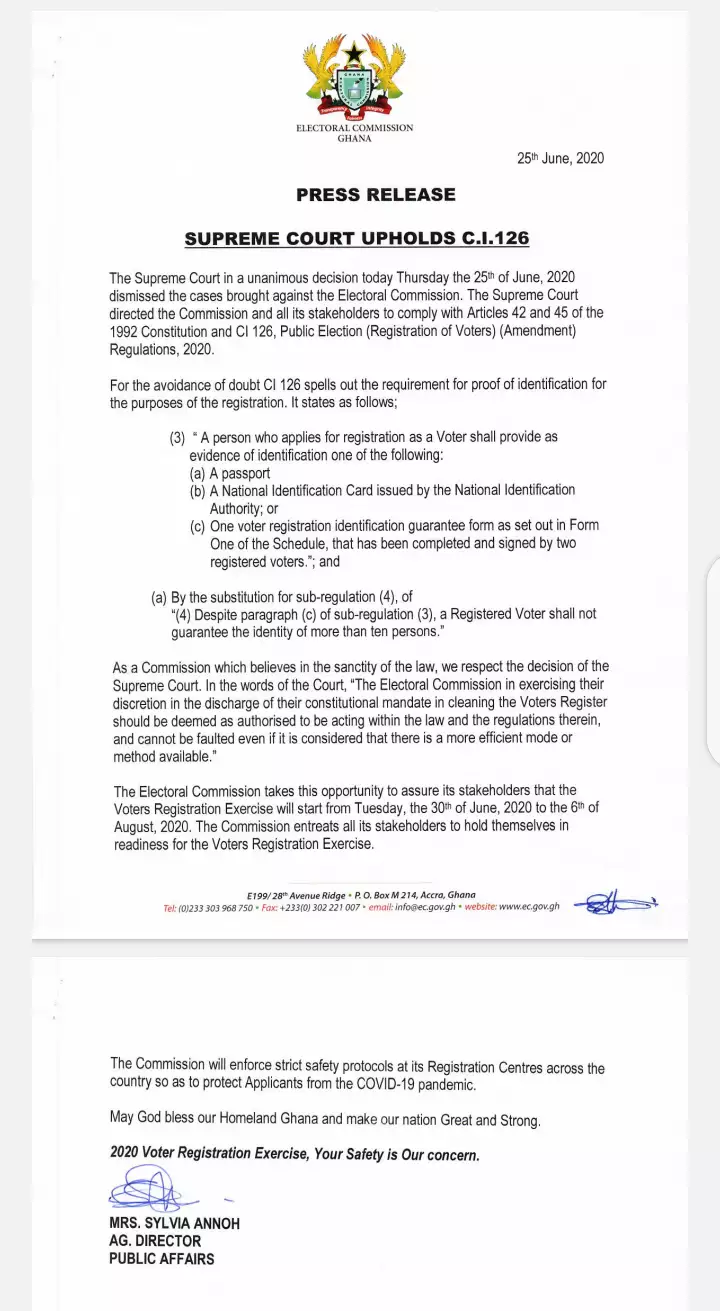 ELECTORAL COMMISSION
GHANA
25th June, 2020
PRESS RELEASE
SUPREME COURT UPHOLDS C.I.126
The Supreme Court in a unanimous decision today Thursday the 25th of June, 2020
dismissed the cases brought against the Electoral Commission. The Supreme Court
directed the Commission and all its stakeholders to comply with Articles 42 and 45 of the
1992 Constitution and CI 126, Public Election (Registration of Voters) (Amendment)
Regulations, 2020.
For the avoidance of doubt CI 126 spells out the requirement for proof of identification for
the purposes of the registration. It states as follows;
(3) “ A person who applies for registration as a Voter shall provide as
evidence of identification one of the following:
(a) A passport
(b) A National Identification Card issued by the National Identification
Authority; or
(c) One voter registration identification guarantee form as set out in Form
One of the Schedule, that has been completed and signed by two
registered voters.”; and
(a) By the substitution for sub-regulation (4), of
“(4) Despite paragraph (c) of sub-regulation (3), a Registered Voter shall not
guarantee the identity of more than ten persons.”
As a Commission which believes in the sanctity of the law, we respect the decision of the
Supreme Court. In the words of the Court, “The Electoral Commission in exercising their
discretion in the discharge of their constitutional mandate in cleaning the Voters Register
should be deemed as authorised to be acting within the law and the regulations therein,
and cannot be faulted even if it is considered that there is a more efficient mode or
method available.”
The Electoral Commission takes this opportunity to assure its stakeholders that the
Voters Registration Exercise will start from Tuesday, the 30th of June, 2020 to the 6th of
August, 2020. The Commission entreats all its stakeholders to hold themselves in
readiness for the Voters Registration Exercise.
E199/ 28th Avenue Ridge • P. O. Box M 214, Accra, Ghana
Tel: (0)233 303 968 750 • Fax: +233(0) 302 221 007 • email: info@ec.gov.gh • website: www.ec.gov.gh
The Commission will enforce strict safety protocols at its Registration Centres across the
country so as to protect Applicants from the COVID-19 pandemic.
May God bless our Homeland Ghana and make our nation Great and Strong.
2020 Voter Registration Exercise, Your Safety is Our concern.
MRS. SYLVIA ANNOH
AG. DIRECTOR
PUBLIC AFFAIRS